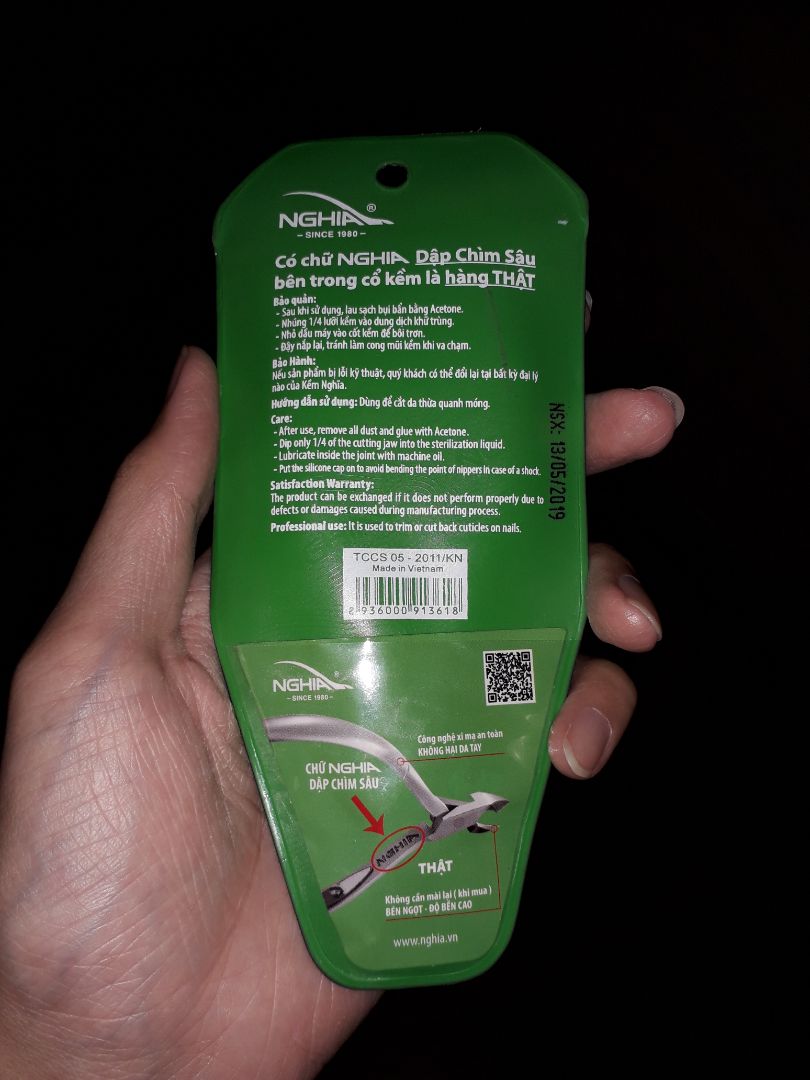 NGHIA®
– SINCE 1980 –
Có chữ NGHIA Dập Chìm Sâu
bên trong cổ kềm là hàng THẬT
Bảo quản:
- Sau khi sử dụng, lau sạch bụi bẩn bằng Acetone.
- Nhúng 1/4 lưỡi kềm vào dung dịch khử trùng.
- Nhỏ dầu máy vào cốt kềm để bôi trơn.
- Đậy nắp lại, tránh làm cong mũi kềm khi va chạm.
Bảo Hành:
Nếu sản phẩm bị lỗi kỹ thuật, quý khách có thể đổi lại tại bất kỳ đại lý
nào của Kềm Nghĩa.
Hướng dẫn sử dụng: Dùng để cắt da thừa quanh móng.
Care:
- After use, remove all dust and glue with Acetone.
- Dip only 1/4 of the cutting jaw into the sterilization liquid.
- Lubricate inside the joint with machine oil.
- Put the silicone cap on to avoid bending the point of nippers in case of a shock.
Satisfaction Warranty:
The product can be exchanged if it does not perform properly due to
defects or damages caused during manufacturing process.
Professional use: It is used to trim or cut back cuticles on nails.
NSX: 13/05/2019
TCCS 05 - 2011/KN
Made in Vietnam
8 936000 913618
NGHIA®
– SINCE 1980 –
Công nghệ xi mạ an toàn
KHÔNG HẠI DA TAY
CHỮ NGHIA
DẬP CHÌM SÂU
NGHIA
THẬT
Không cần mài lại ( khi mua )
BÉN NGỌT - ĐỘ BỀN CAO
www.nghia.vn